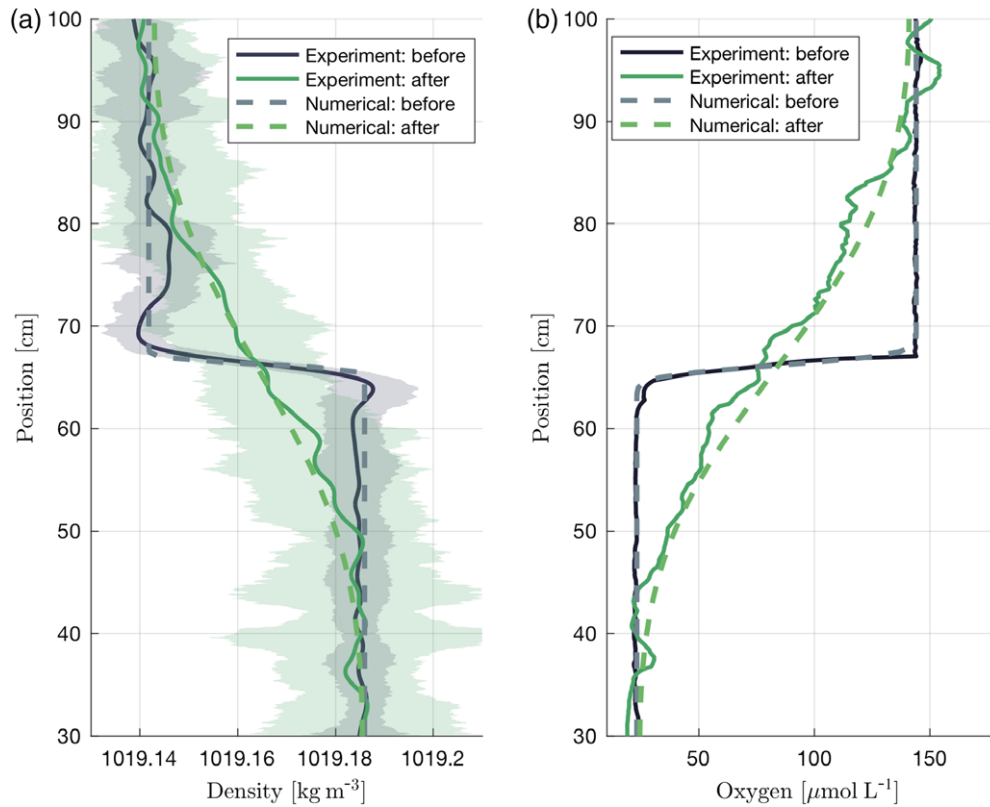 (a)
Experiment: before
Experiment: after
Numerical: before
Numerical: after
100
90
80
70
60
50
40
30
Position [cm]
1019.14
1019.16
1019.18
1019.2
Density [kg m⁻³]
(b)
Experiment: before
Experiment: after
Numerical: before
Numerical: after
100
90
80
70
60
50
40
30
Position [cm]
50
100
150
Oxygen [μmol L⁻¹]